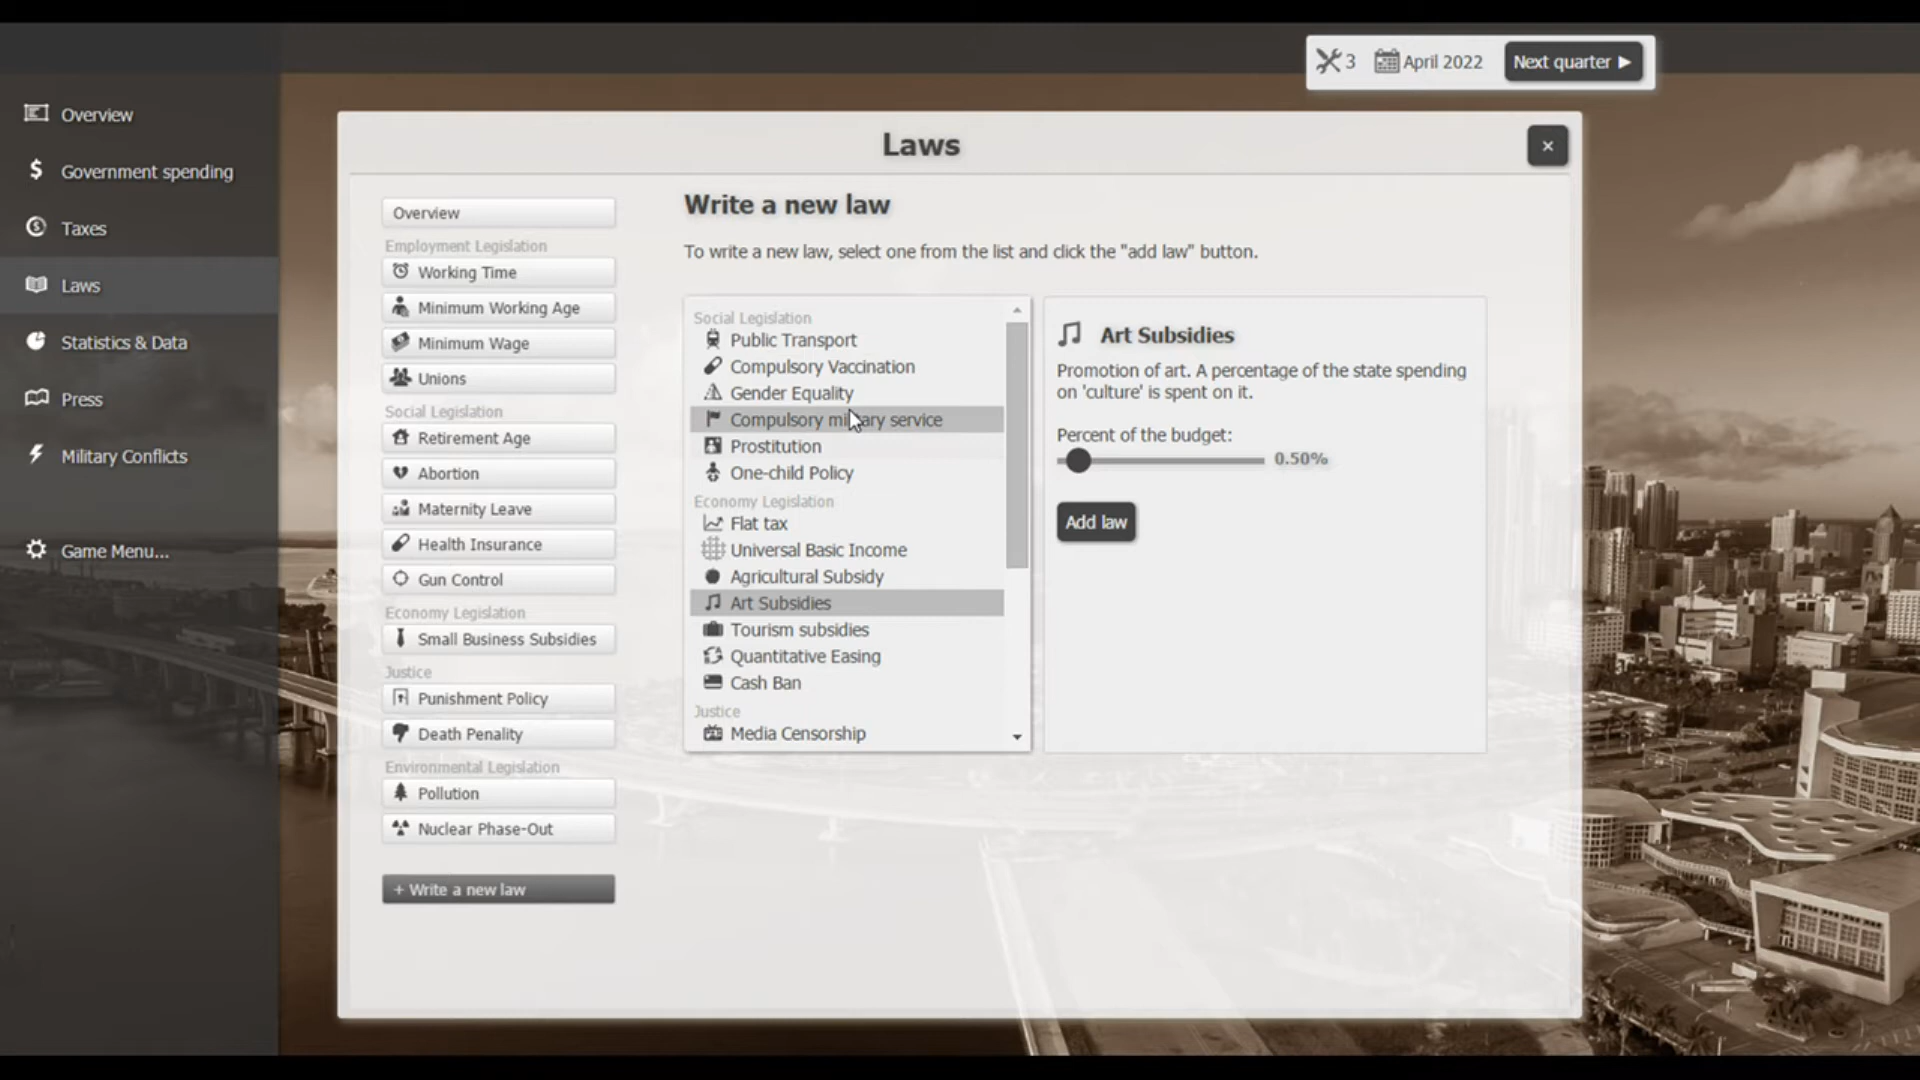 3 April 2022 Next quarter ▶
Overview
Government spending
Taxes
Laws
Statistics & Data
Press
Military Conflicts
Game Menu...
Laws
×
Overview
Employment Legislation
Working Time
Minimum Working Age
Minimum Wage
Unions
Social Legislation
Retirement Age
Abortion
Maternity Leave
Health Insurance
Gun Control
Economy Legislation
Small Business Subsidies
Justice
Punishment Policy
Death Penality
Environmental Legislation
Pollution
Nuclear Phase-Out
+ Write a new law
Write a new law
To write a new law, select one from the list and click the "add law" button.
Social Legislation
Public Transport
Compulsory Vaccination
Gender Equality
Compulsory military service
Prostitution
One-child Policy
Economy Legislation
Flat tax
Universal Basic Income
Agricultural Subsidy
Art Subsidies
Tourism subsidies
Quantitative Easing
Cash Ban
Justice
Media Censorship
Art Subsidies
Promotion of art. A percentage of the state spending
on 'culture' is spent on it.
Percent of the budget:
0.50%
Add law